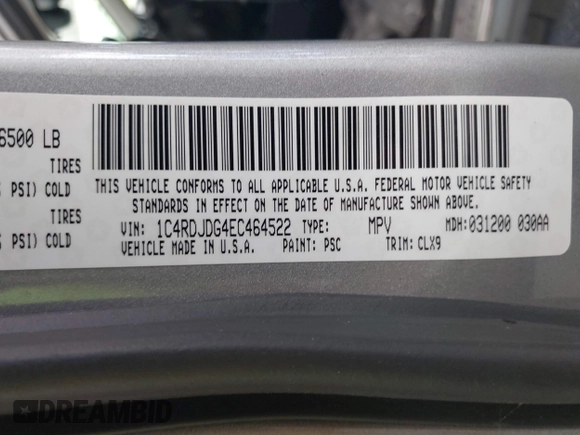 6500 LB
TIRES
PSI) COLD
TIRES
PSI) COLD
THIS VEHICLE CONFORMS TO ALL APPLICABLE U.S.A. FEDERAL MOTOR VEHICLE SAFETY
STANDARDS IN EFFECT ON THE DATE OF MANUFACTURE SHOWN ABOVE.
VIN: 1C4RDJDG4EC464522 TYPE: MPV MDH:031200 030AA
VEHICLE MADE IN U.S.A. PAINT: PSC TRIM: CLX9
DREAMBID